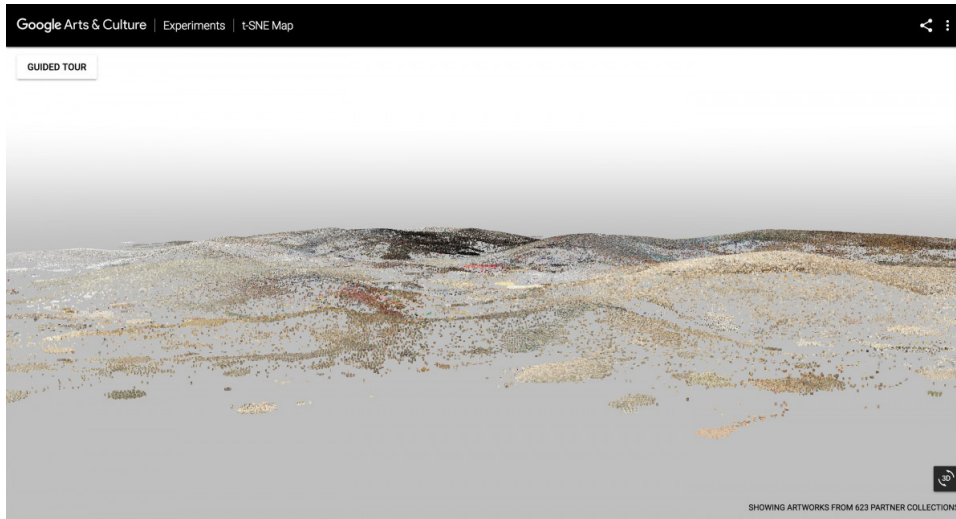 Google Arts & Culture | Experiments | t-SNE Map
GUIDED TOUR
3D
SHOWING ARTWORKS FROM 623 PARTNER COLLECTIONS